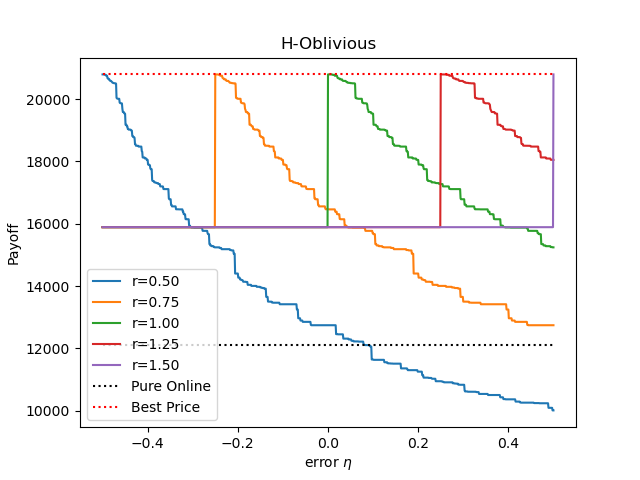 H-Oblivious
Payoff
20000
18000
16000
14000
12000
10000
r=0.50
r=0.75
r=1.00
r=1.25
r=1.50
Pure Online
Best Price
−0.4
−0.2
0.0
0.2
0.4
error η